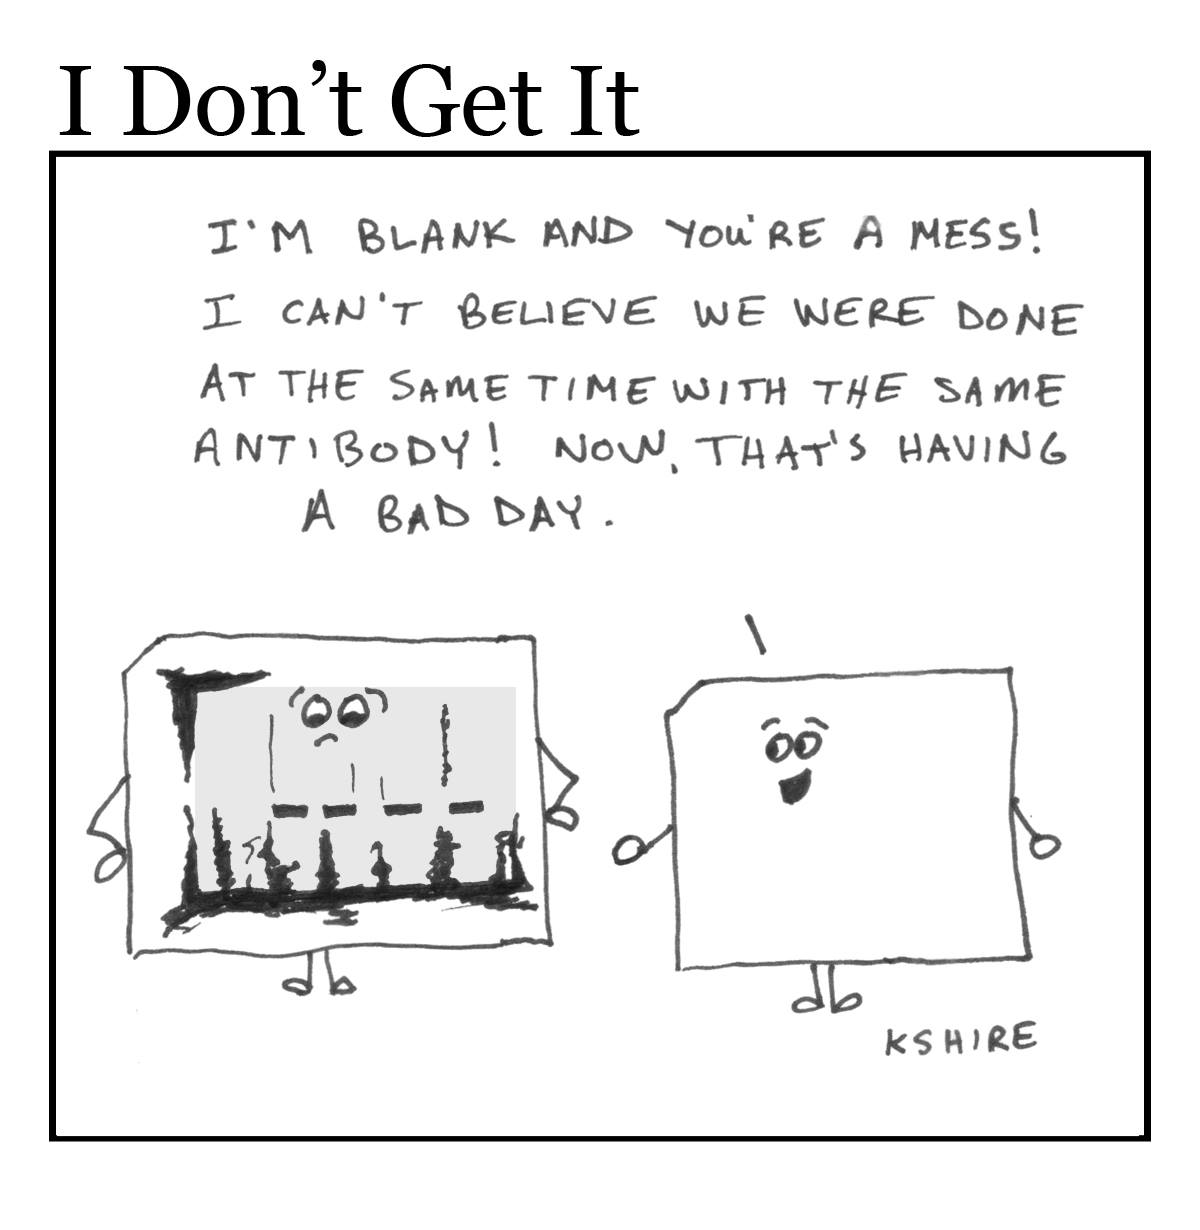 I Don't Get It
I'M BLANK AND YOU'RE A MESS!
I CAN'T BELIEVE WE WERE DONE
AT THE SAME TIME WITH THE SAME
ANTIBODY! NOW, THAT'S HAVING
A BAD DAY.
KSHIRE